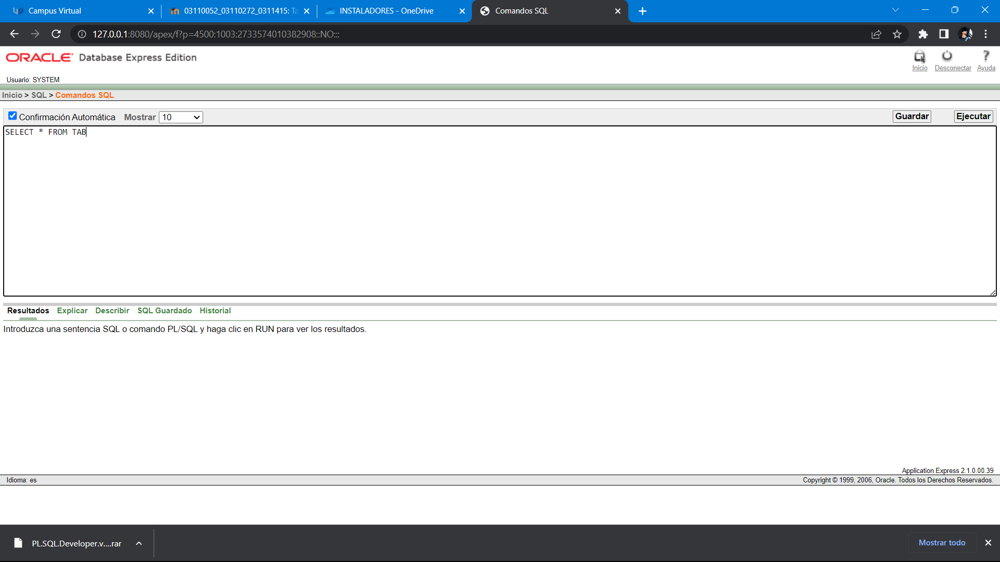 Campus Virtual
03110052_03110272_0311415: Ta
INSTALADORES - OneDrive
Comandos SQL
127.0.0.1:8080/apex/f?p=4500:1003:2733574010382908::NO:::
ORACLE Database Express Edition
Inicio Desconectar Ayuda
Usuario: SYSTEM
Inicio > SQL > Comandos SQL
Confirmación Automática Mostrar 10 Guardar Ejecutar
SELECT * FROM TAB
Resultados Explicar Describir SQL Guardado Historial
Introduzca una sentencia SQL o comando PL/SQL y haga clic en RUN para ver los resultados.
Application Express 2.1.0.00.39
Idioma: es Copyright © 1999, 2006, Oracle. Todos los Derechos Reservados.
PL.SQL.Developer.v....rar Mostrar todo